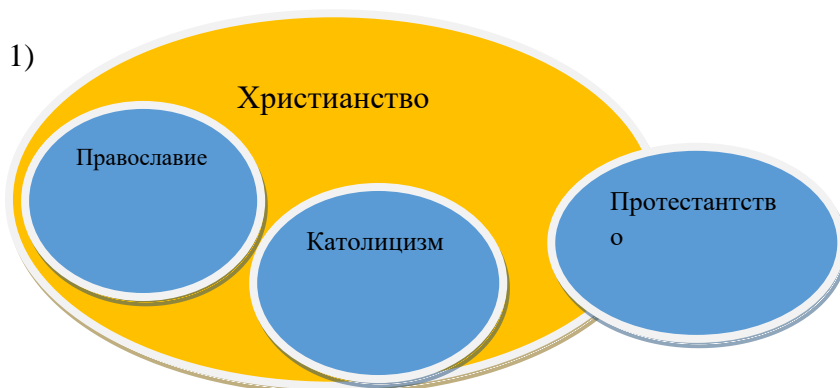 1)
Христианство
Православие
Католицизм
Протестантств
о